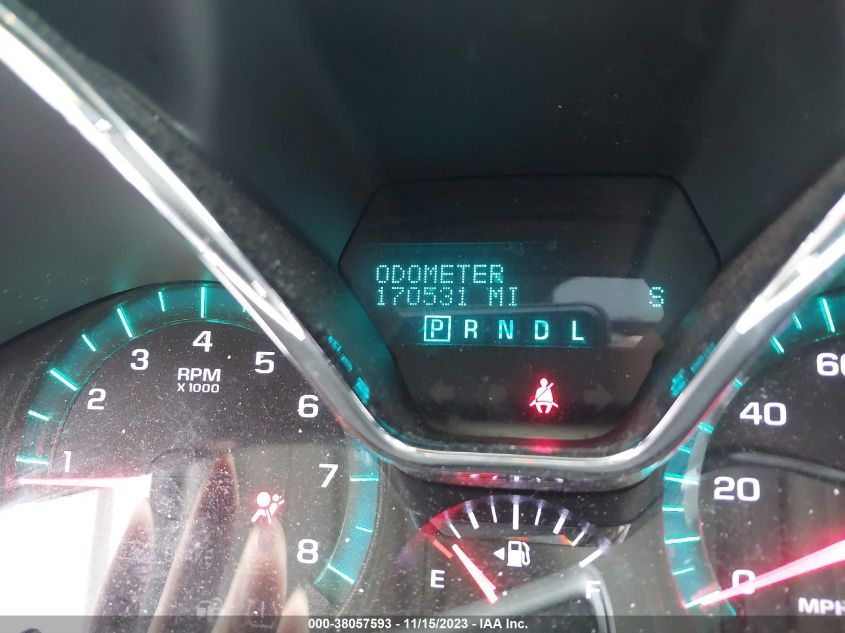 ODOMETER
170531 MI S
P R N D L
1 2 3 4 5 6 7 8
RPM
X 1000
E F
0 20 40 60
MPH
000-38057593 - 11/15/2023 - IAA Inc.